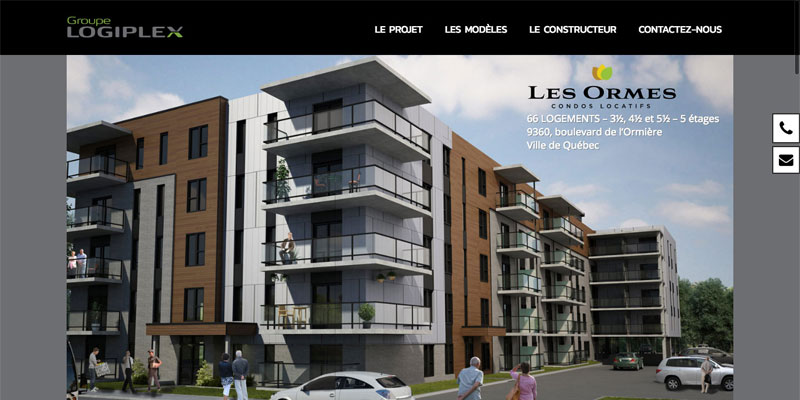 Groupe
LOGIPLEX
LE PROJET
LES MODÈLES
LE CONSTRUCTEUR
CONTACTEZ-NOUS
LES ORMES
CONDOS LOCATIFS
66 LOGEMENTS – 3½, 4½ et 5½ – 5 étages
9360, boulevard de l'Ormière
Ville de Québec